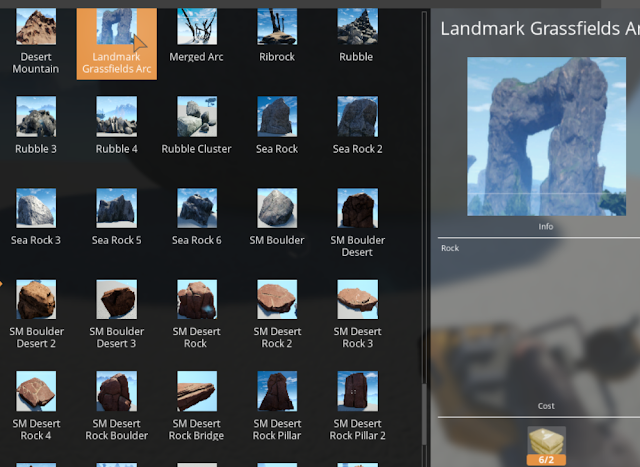 Landmark Grassfields Ar
Desert
Mountain
Landmark
Grassfields Arc
Merged Arc
Ribrock
Rubble
Rubble 3
Rubble 4
Rubble Cluster
Sea Rock
Sea Rock 2
Sea Rock 3
Sea Rock 5
Sea Rock 6
SM Boulder
SM Boulder
Desert
SM Boulder
Desert 2
SM Boulder
Desert 3
SM Desert
Rock
SM Desert
Rock 2
SM Desert
Rock 3
SM Desert
Rock 4
SM Desert
Rock Boulder
SM Desert
Rock Bridge
SM Desert
Rock Pillar
SM Desert
Rock Pillar 2
Info
Rock
Cost
6/2